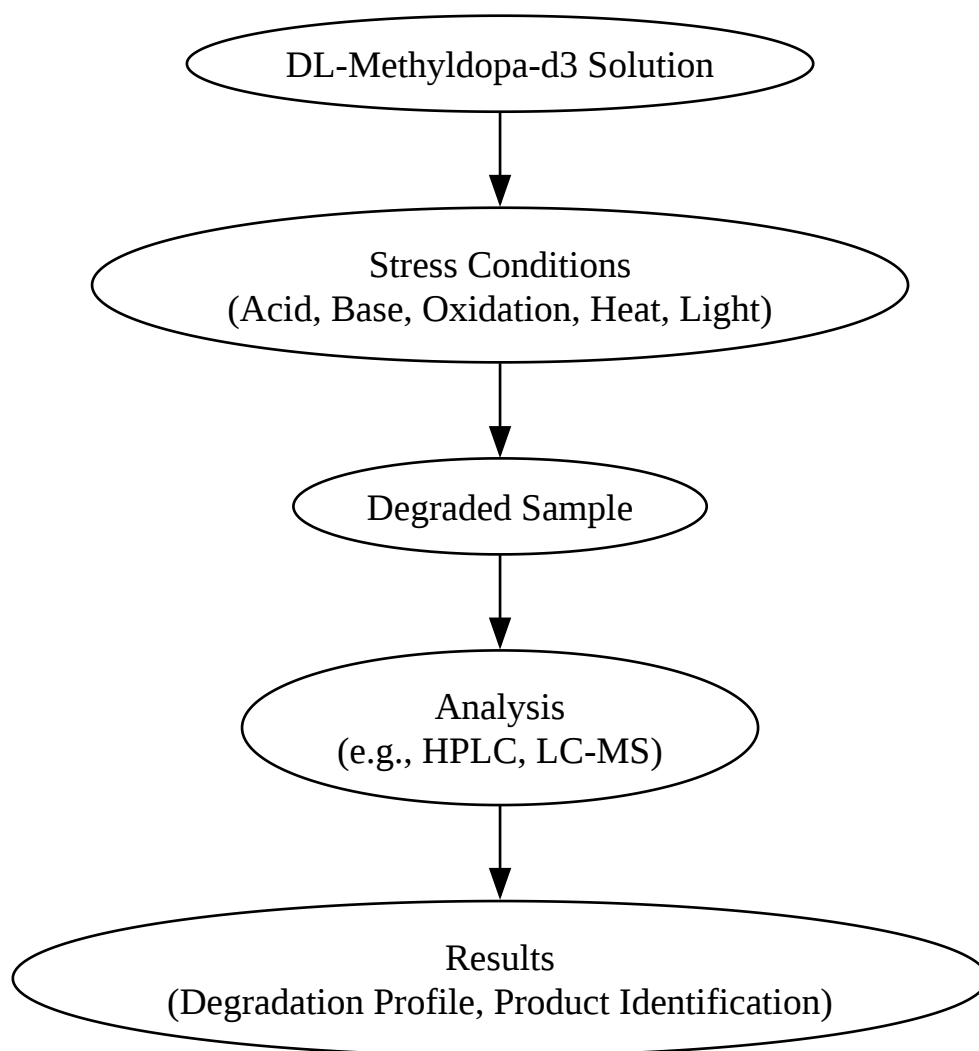 DL-Methyldopa-d3 Solution
Stress Conditions
(Acid, Base, Oxidation, Heat, Light)
Degraded Sample
Analysis
(e.g., HPLC, LC-MS)
Results
(Degradation Profile, Product Identification)